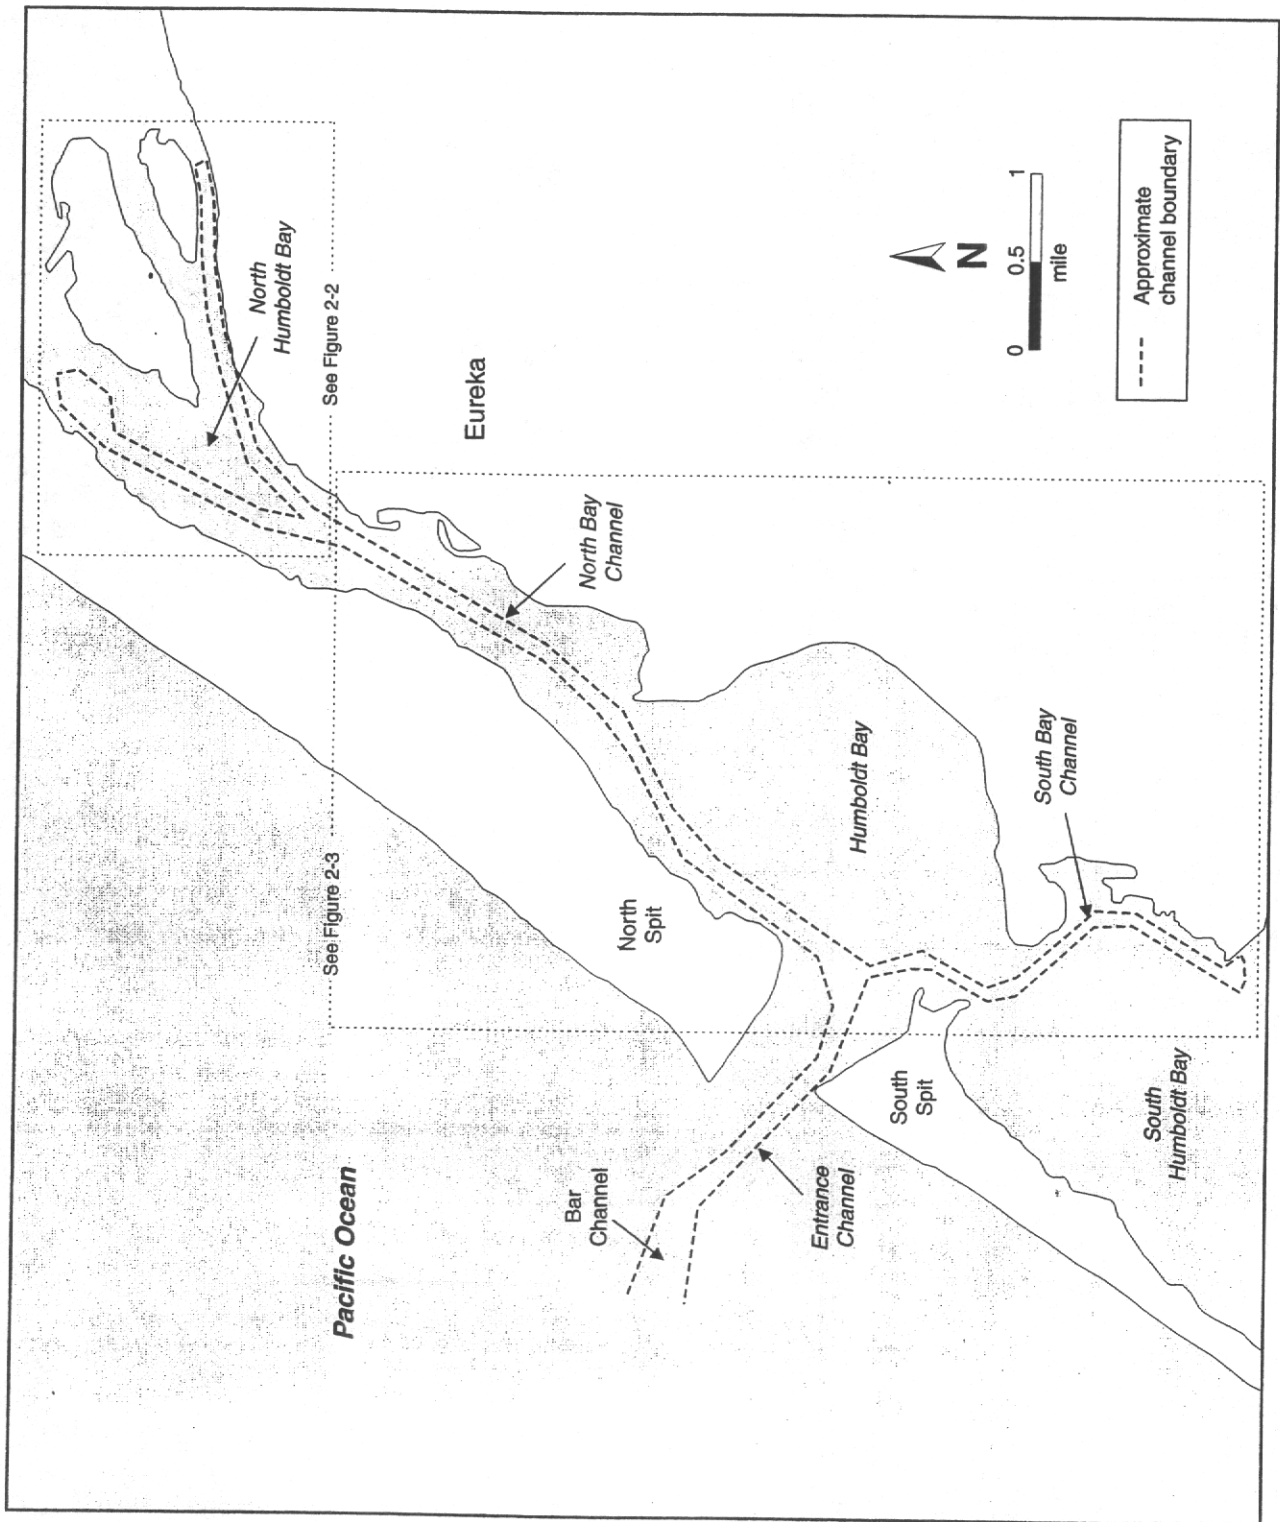 North
Humboldt Bay
See Figure 2-2
Eureka
North Bay
Channel
See Figure 2-3
North
Spit
Humboldt Bay
South Bay
Channel
Pacific Ocean
Bar
Channel
Entrance
Channel
South
Spit
South
Humboldt Bay
N
0 0.5 1
mile
Approximate
channel boundary